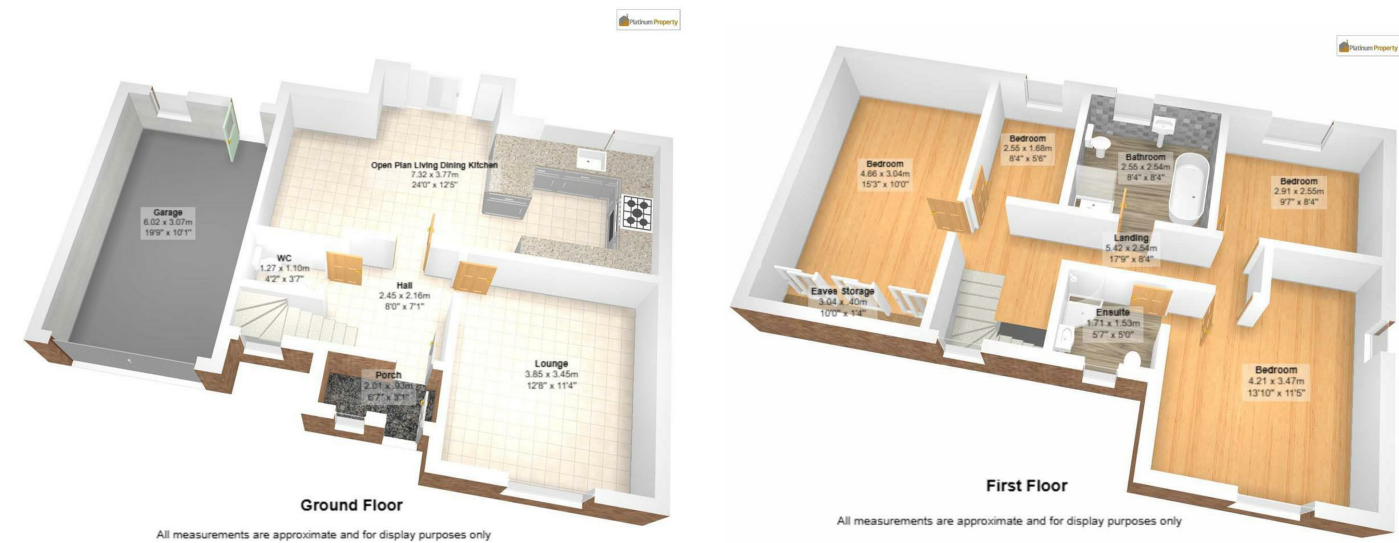 Platinum Property
Open Plan Living Dining Kitchen
7.32 x 3.77m
24'0" x 12'5"
Garage
6.02 x 3.07m
19'9" x 10'1"
WC
1.27 x 1.10m
4'2" x 3'7"
Hall
2.45 x 2.16m
8'0" x 7'1"
Lounge
3.85 x 3.45m
12'8" x 11'4"
Porch
2.01 x .93m
6'7" x 3'1"
Ground Floor
All measurements are approximate and for display purposes only
Platinum Property
Bedroom
4.66 x 3.04m
15'3" x 10'0"
Bedroom
2.55 x 1.68m
8'4" x 5'6"
Bathroom
2.55 x 2.54m
8'4" x 8'4"
Bedroom
2.91 x 2.55m
9'7" x 8'4"
Landing
5.42 x 2.54m
17'9" x 8'4"
Eaves Storage
3.04 x .40m
10'0" x 1'4"
Ensuite
1.71 x 1.53m
5'7" x 5'0"
Bedroom
4.21 x 3.47m
13'10" x 11'5"
First Floor
All measurements are approximate and for display purposes only